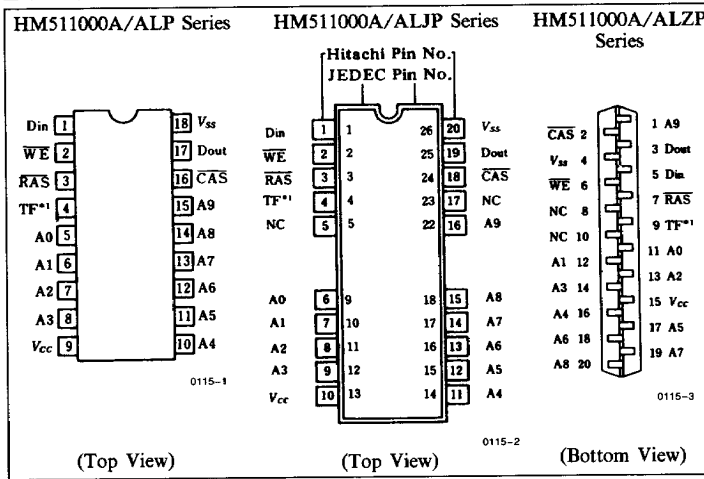 HM511000A/ALP Series
Din 1 18 Vss
WE 2 17 Dout
RAS 3 16 CAS
TF*1 4 15 A9
A0 5 14 A8
A1 6 13 A7
A2 7 12 A6
A3 8 11 A5
Vcc 9 10 A4
0115-1
(Top View)
HM511000A/ALJP Series
Hitachi Pin No.
JEDEC Pin No.
Din 1 1 26 20 Vss
WE 2 2 25 19 Dout
RAS 3 3 24 18 CAS
TF*1 4 4 23 17 NC
NC 5 5 22 16 A9
A0 6 9 18 15 A8
A1 7 10 17 14 A7
A2 8 11 16 13 A6
A3 9 12 15 12 A5
Vcc 10 13 14 11 A4
0115-2
(Top View)
HM511000A/ALZP
Series
1 A9
CAS 2
3 Dout
Vss 4
5 Din
WE 6
7 RAS
NC 8
9 TF*1
NC 10
11 A0
A1 12
13 A2
A3 14
15 Vcc
A4 16
17 A5
A6 18
19 A7
A8 20
0115-3
(Bottom View)